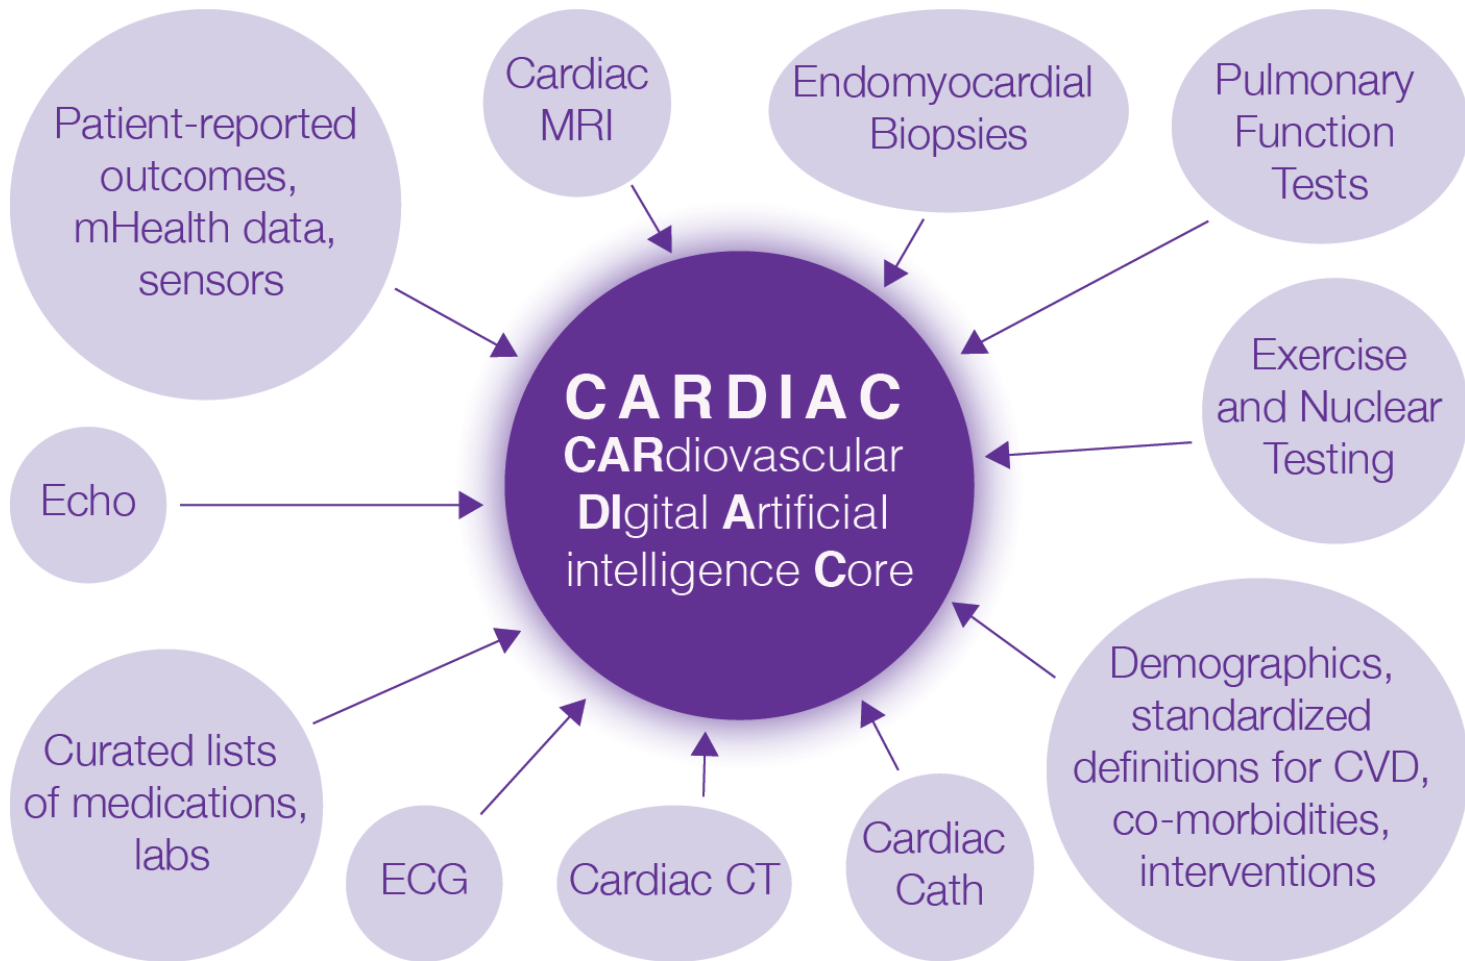 Patient-reported
outcomes,
mHealth data,
sensors
Cardiac
MRI
Endomyocardial
Biopsies
Pulmonary
Function
Tests
CARDIAC
CARdiovascular
DIgital Artificial
intelligence Core
Exercise
and Nuclear
Testing
Echo
Curated lists
of medications,
labs
ECG
Cardiac CT
Cardiac
Cath
Demographics,
standardized
definitions for CVD,
co-morbidities,
interventions